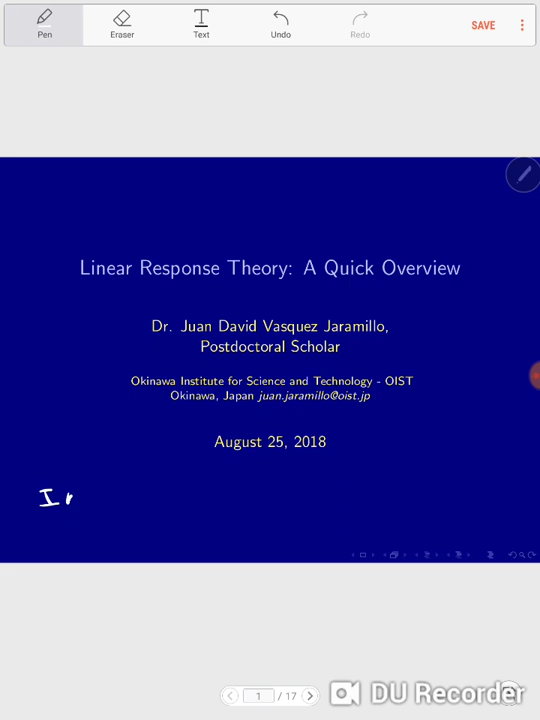 Pen Eraser Text Undo Redo SAVE
Linear Response Theory: A Quick Overview
Dr. Juan David Vasquez Jaramillo,
Postdoctoral Scholar
Okinawa Institute for Science and Technology - OIST
Okinawa, Japan juan.jaramillo@oist.jp
August 25, 2018
1 / 17
DU Recorder